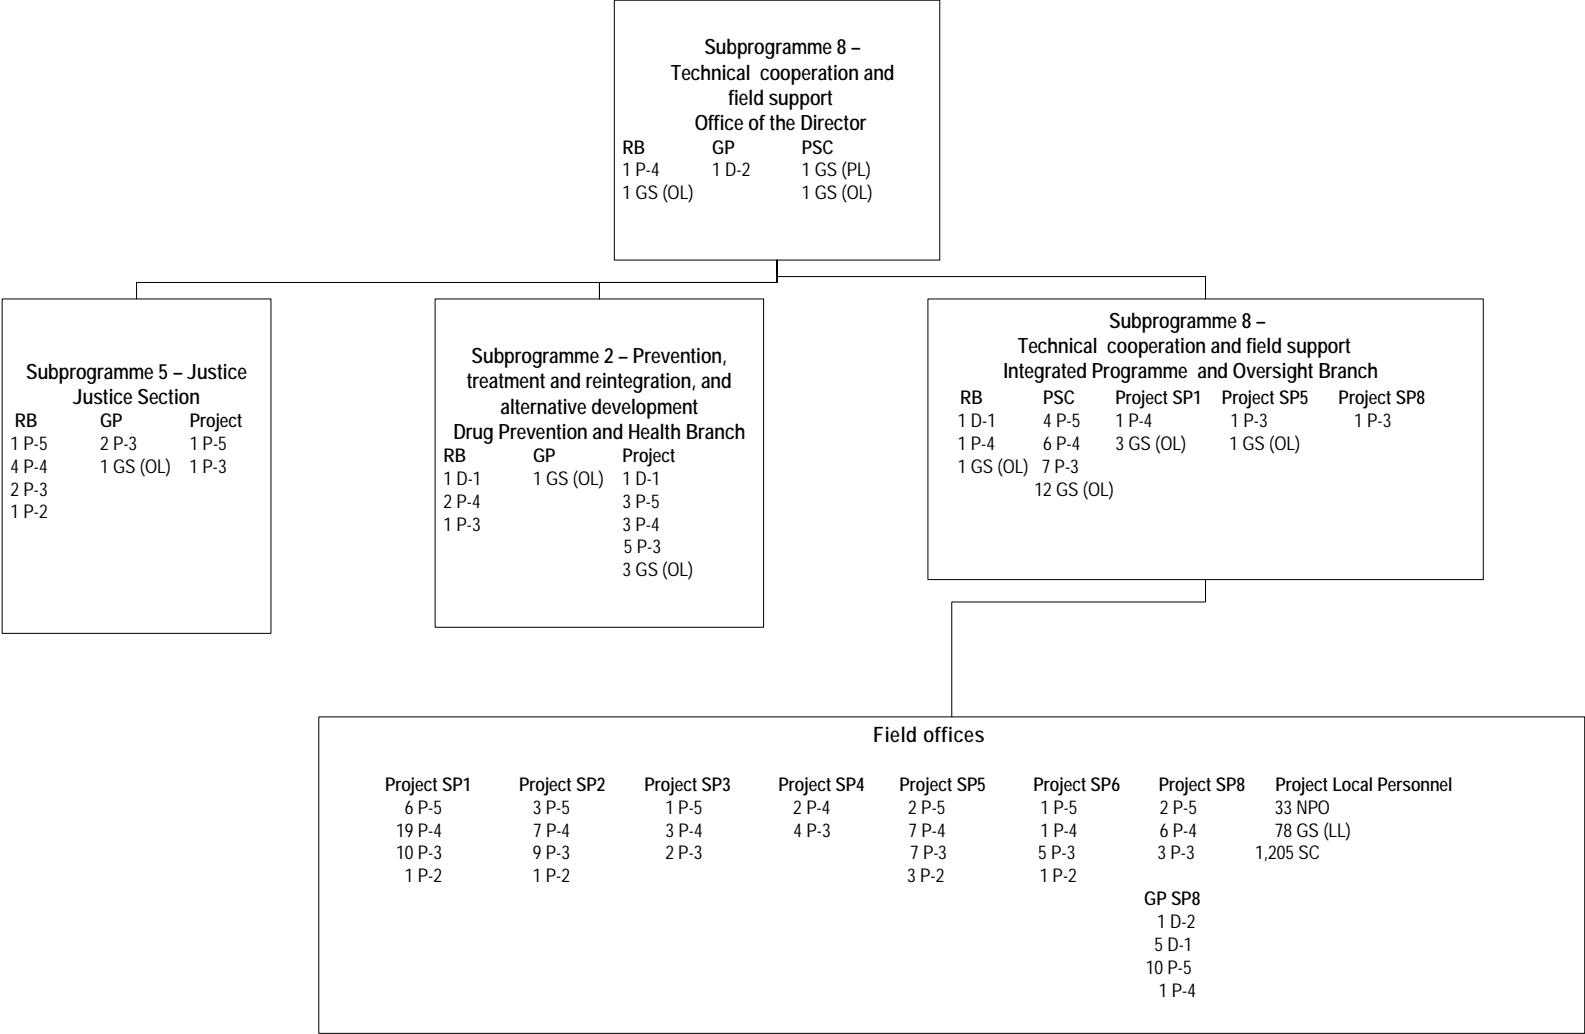 Subprogramme 8 –
Technical cooperation and
field support
Office of the Director
RB GP PSC
1 P-4 1 D-2 1 GS (PL)
1 GS (OL) 1 GS (OL)
Subprogramme 5 – Justice
Justice Section
RB GP Project
1 P-5 2 P-3 1 P-5
4 P-4 1 GS (OL) 1 P-3
2 P-3
1 P-2
Subprogramme 2 – Prevention,
treatment and reintegration, and
alternative development
Drug Prevention and Health Branch
RB GP Project
1 D-1 1 GS (OL) 1 D-1
2 P-4 3 P-5
1 P-3 3 P-4
5 P-3
3 GS (OL)
Subprogramme 8 –
Technical cooperation and field support
Integrated Programme and Oversight Branch
RB PSC Project SP1 Project SP5 Project SP8
1 D-1 4 P-5 1 P-4 1 P-3 1 P-3
1 P-4 6 P-4 3 GS (OL) 1 GS (OL)
1 GS (OL) 7 P-3
12 GS (OL)
Field offices
Project SP1 Project SP2 Project SP3 Project SP4 Project SP5 Project SP6 Project SP8 Project Local Personnel
6 P-5 3 P-5 1 P-5 2 P-4 2 P-5 1 P-5 2 P-5 33 NPO
19 P-4 7 P-4 3 P-4 4 P-3 7 P-4 1 P-4 6 P-4 78 GS (LL)
10 P-3 9 P-3 2 P-3 7 P-3 5 P-3 3 P-3 1,205 SC
1 P-2 1 P-2 3 P-2 1 P-2
GP SP8
1 D-2
5 D-1
10 P-5
1 P-4